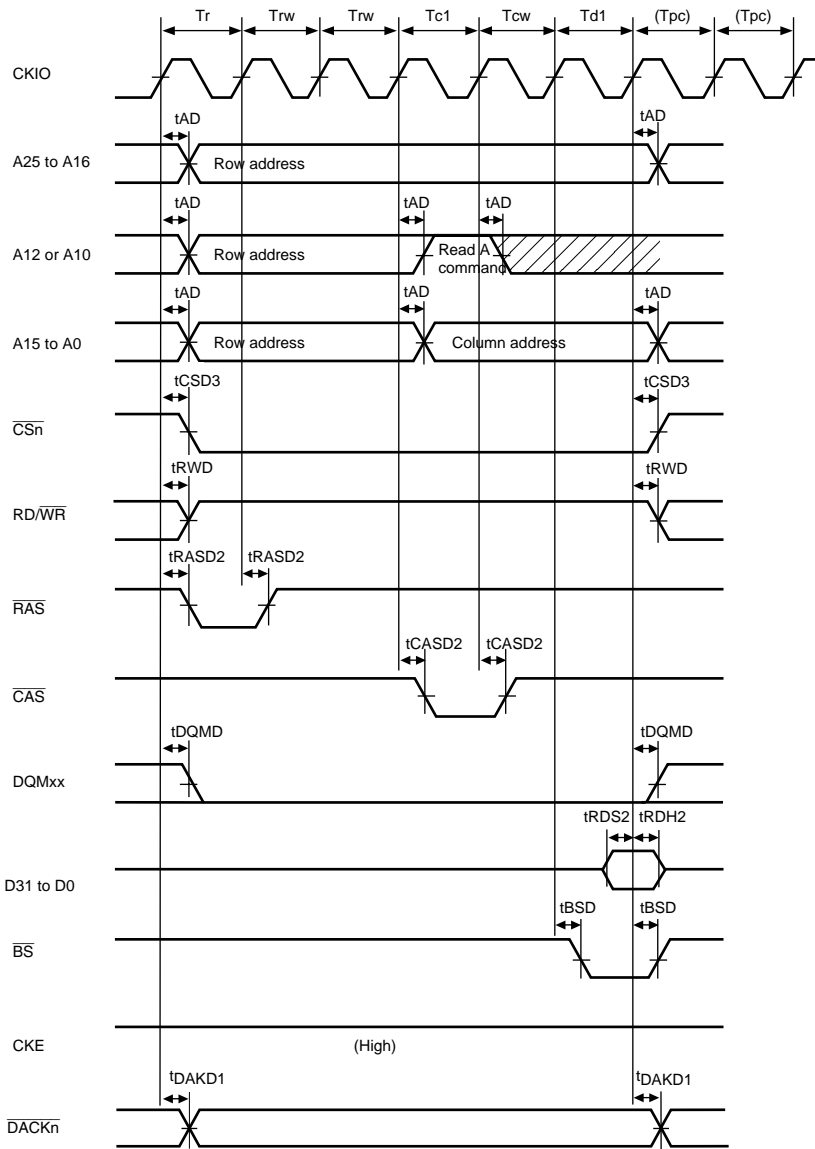 Tr Trw Trw Tc1 Tcw Td1 (Tpc) (Tpc)
CKIO
tAD tAD
A25 to A16 Row address
tAD tAD tAD
A12 or A10 Row address Read A command
tAD tAD tAD
A15 to A0 Row address Column address
tCSD3 tCSD3
CSn
tRWD tRWD
RD/WR
tRASD2 tRASD2
RAS
tCASD2 tCASD2
CAS
tDQMD tDQMD
DQMxx
tRDS2 tRDH2
D31 to D0
tBSD tBSD
BS
CKE (High)
tDAKD1 tDAKD1
DACKn